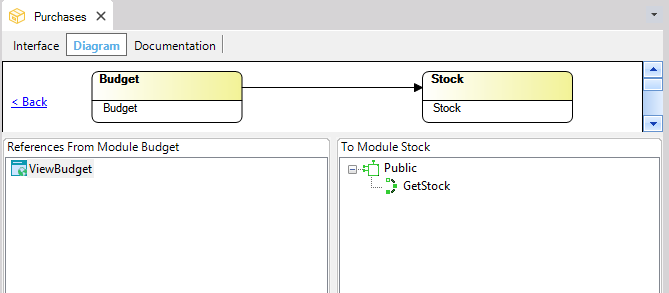 Purchases
Interface Diagram Documentation
Budget Stock
< Back Budget Stock
References From Module Budget To Module Stock
ViewBudget Public
GetStock